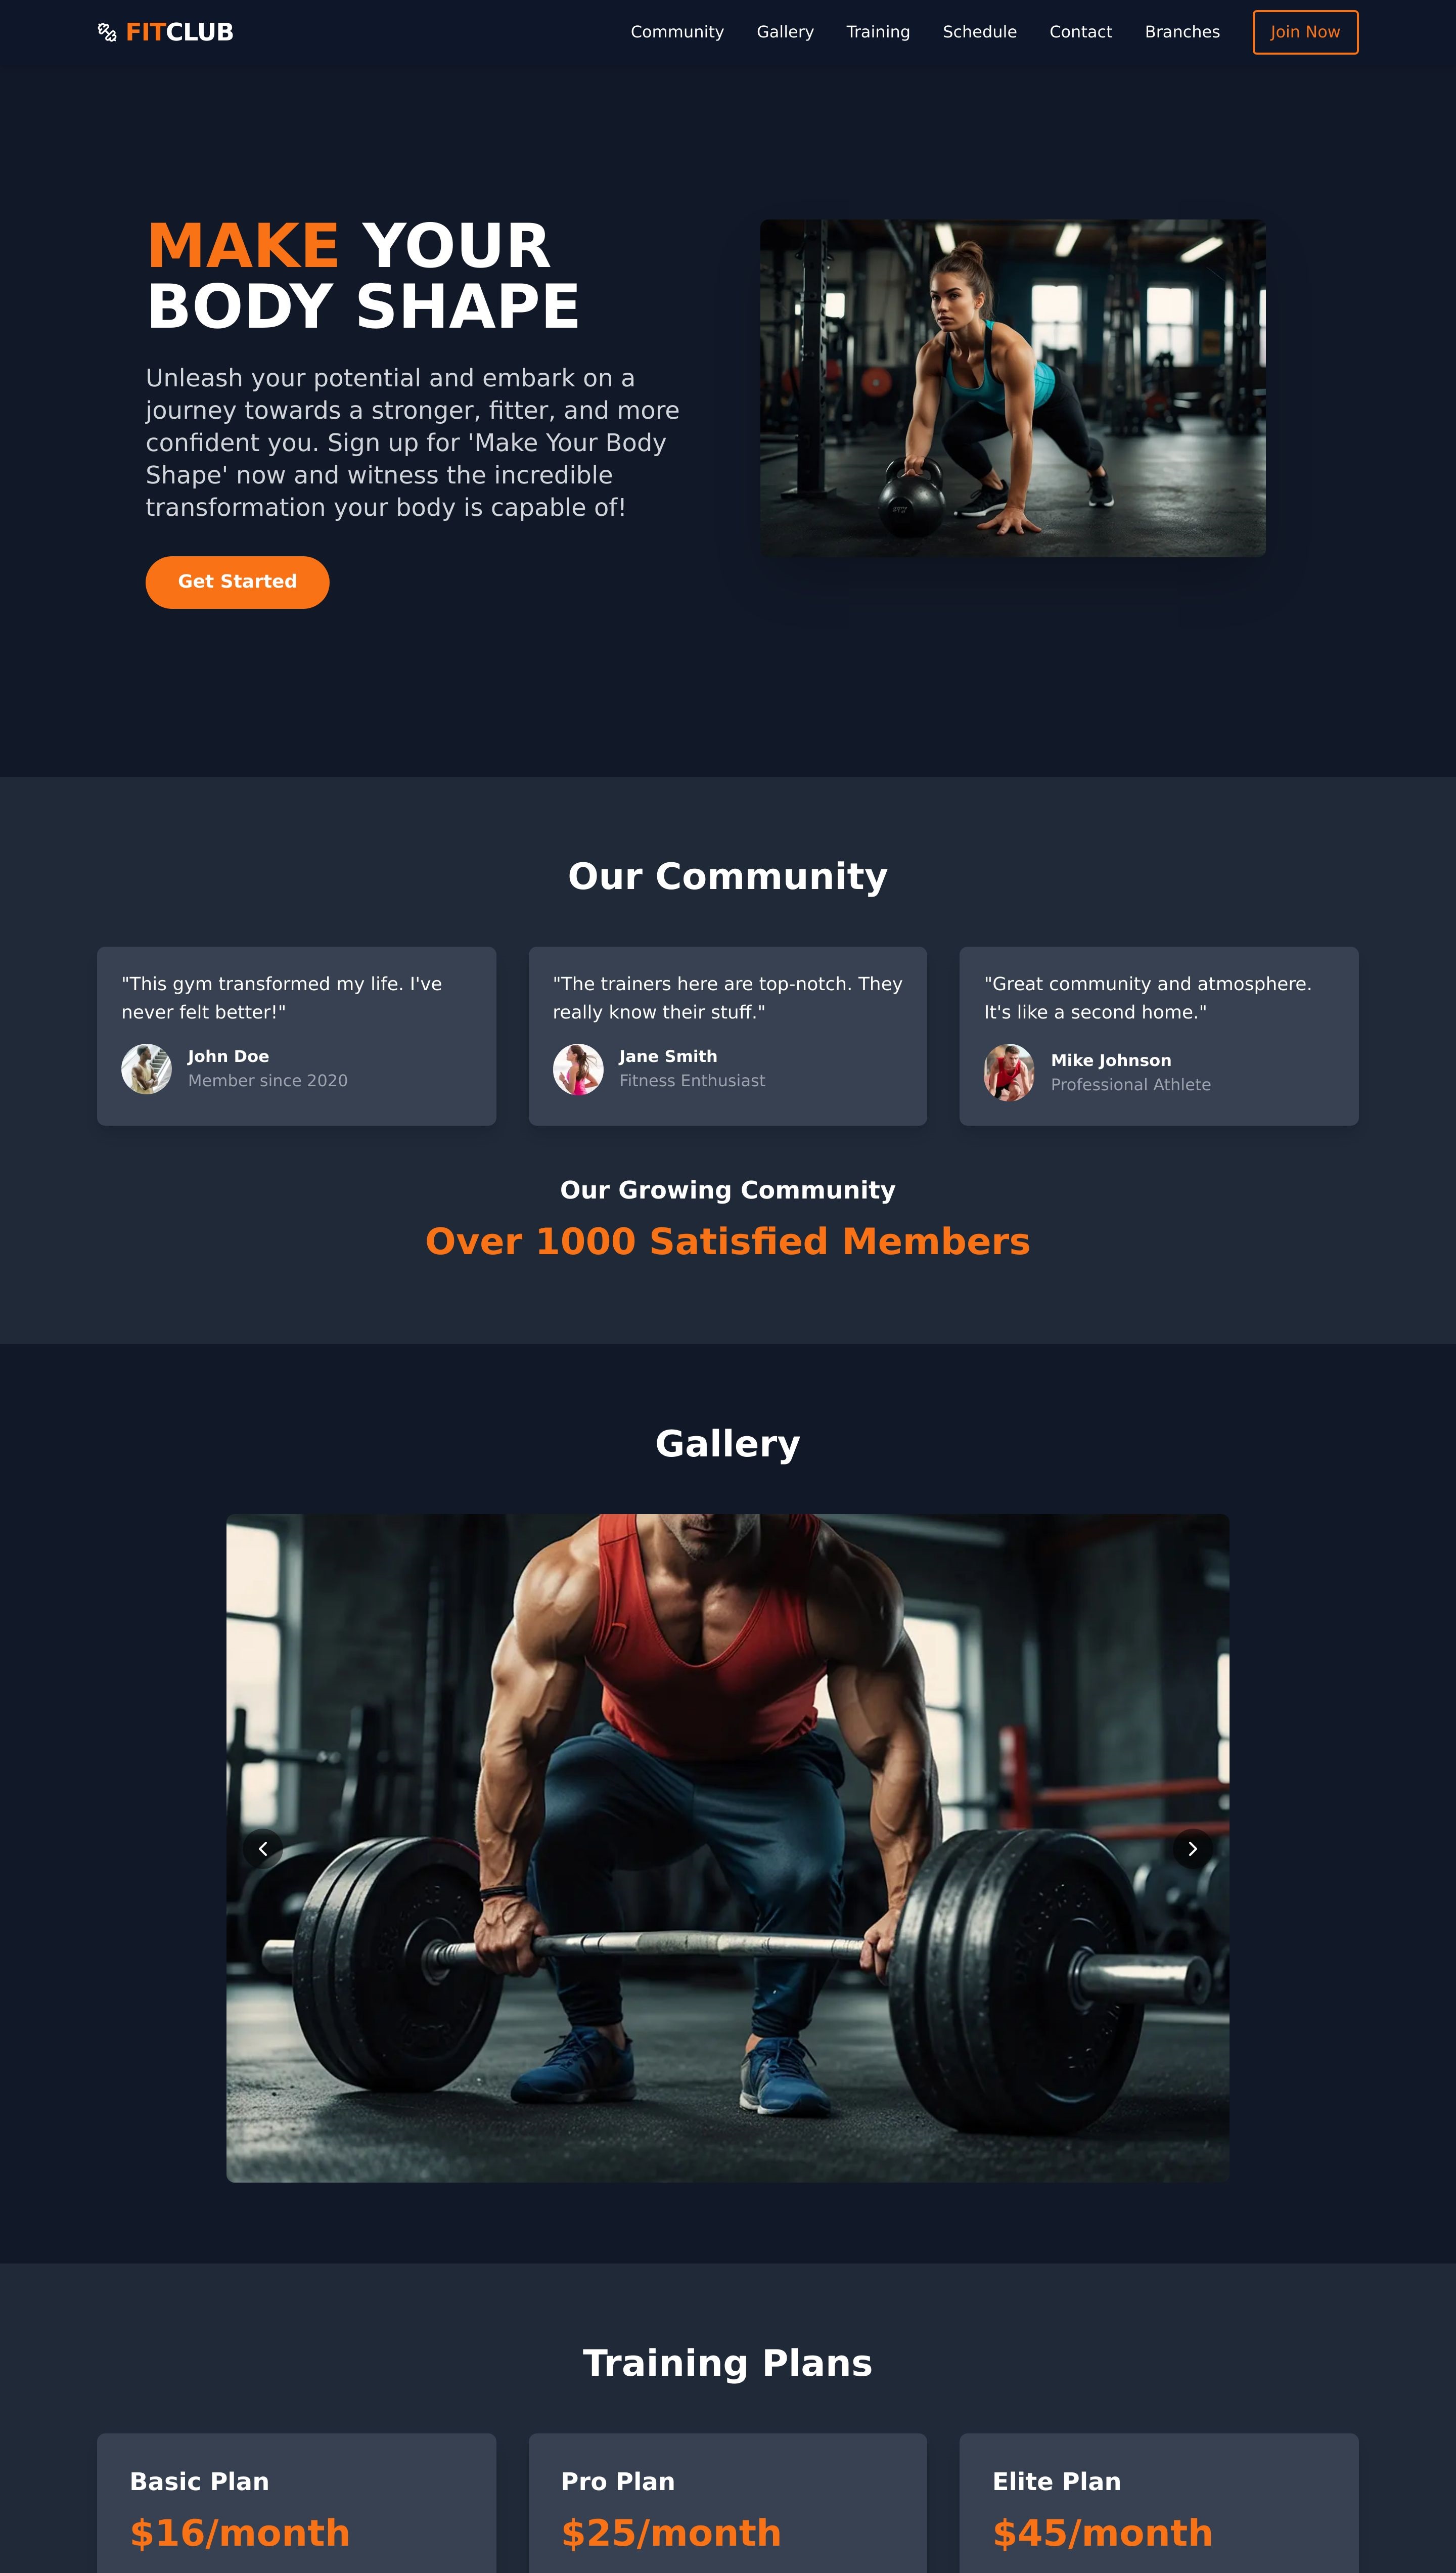 FITCLUB
Community Gallery Training Schedule Contact Branches Join Now
MAKE YOUR
BODY SHAPE
Unleash your potential and embark on a
journey towards a stronger, fitter, and more
confident you. Sign up for 'Make Your Body
Shape' now and witness the incredible
transformation your body is capable of!
Get Started
Our Community
"This gym transformed my life. I've
never felt better!"
John Doe
Member since 2020
"The trainers here are top-notch. They
really know their stuff."
Jane Smith
Fitness Enthusiast
"Great community and atmosphere.
It's like a second home."
Mike Johnson
Professional Athlete
Our Growing Community
Over 1000 Satisfied Members
Gallery
Training Plans
Basic Plan
$16/month
Pro Plan
$25/month
Elite Plan
$45/month